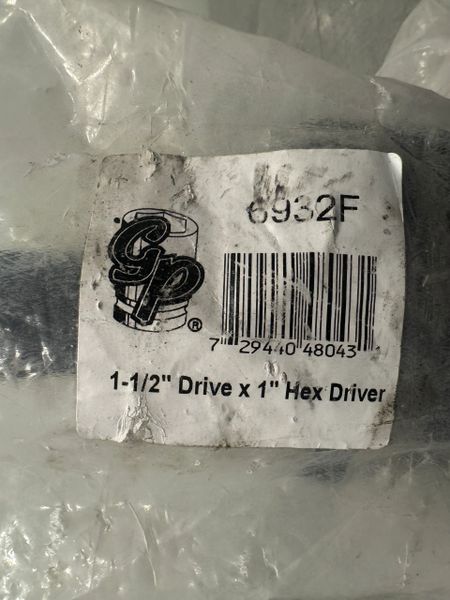 6932F
GP
®
7 29440 48043
1-1/2" Drive x 1" Hex Driver